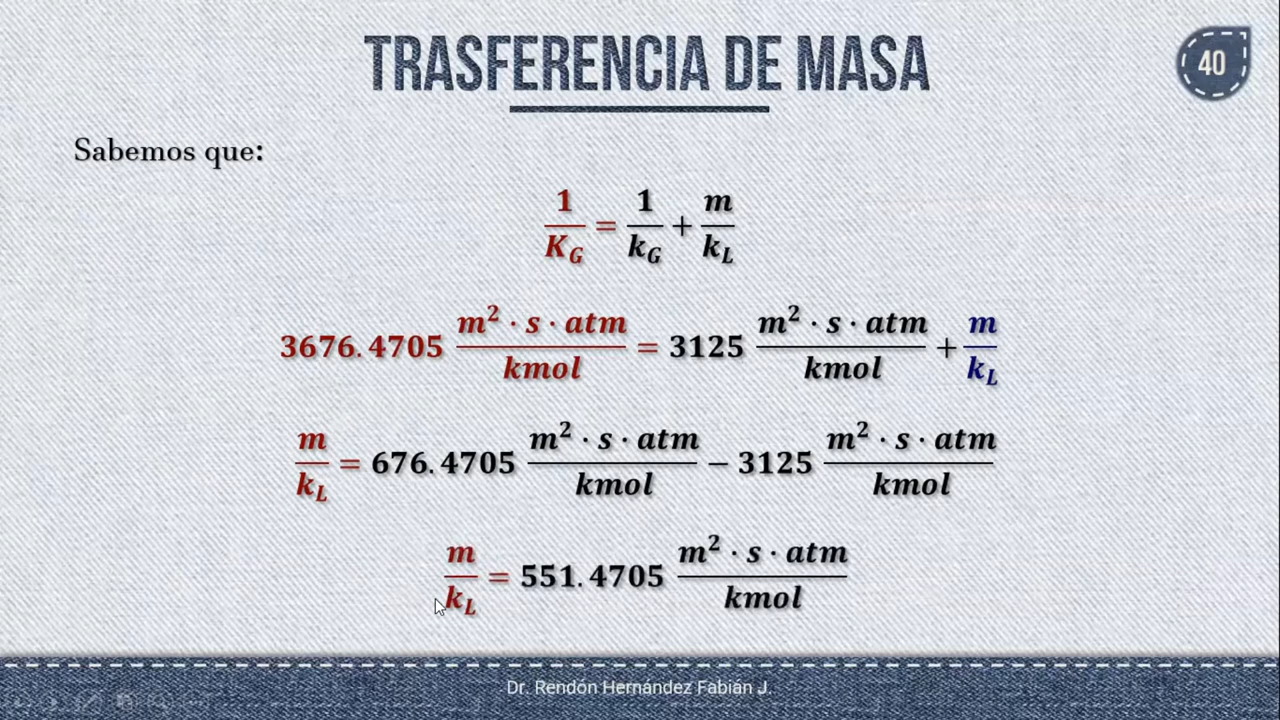 TRASFERENCIA DE MASA
40
Sabemos que:
1/K_G = 1/k_G + m/k_L
3676.4705 m² · s · atm/kmol = 3125 m² · s · atm/kmol + m/k_L
m/k_L = 676.4705 m² · s · atm/kmol − 3125 m² · s · atm/kmol
m/k_L = 551.4705 m² · s · atm/kmol
Dr. Rendón Hernández Fabián J.